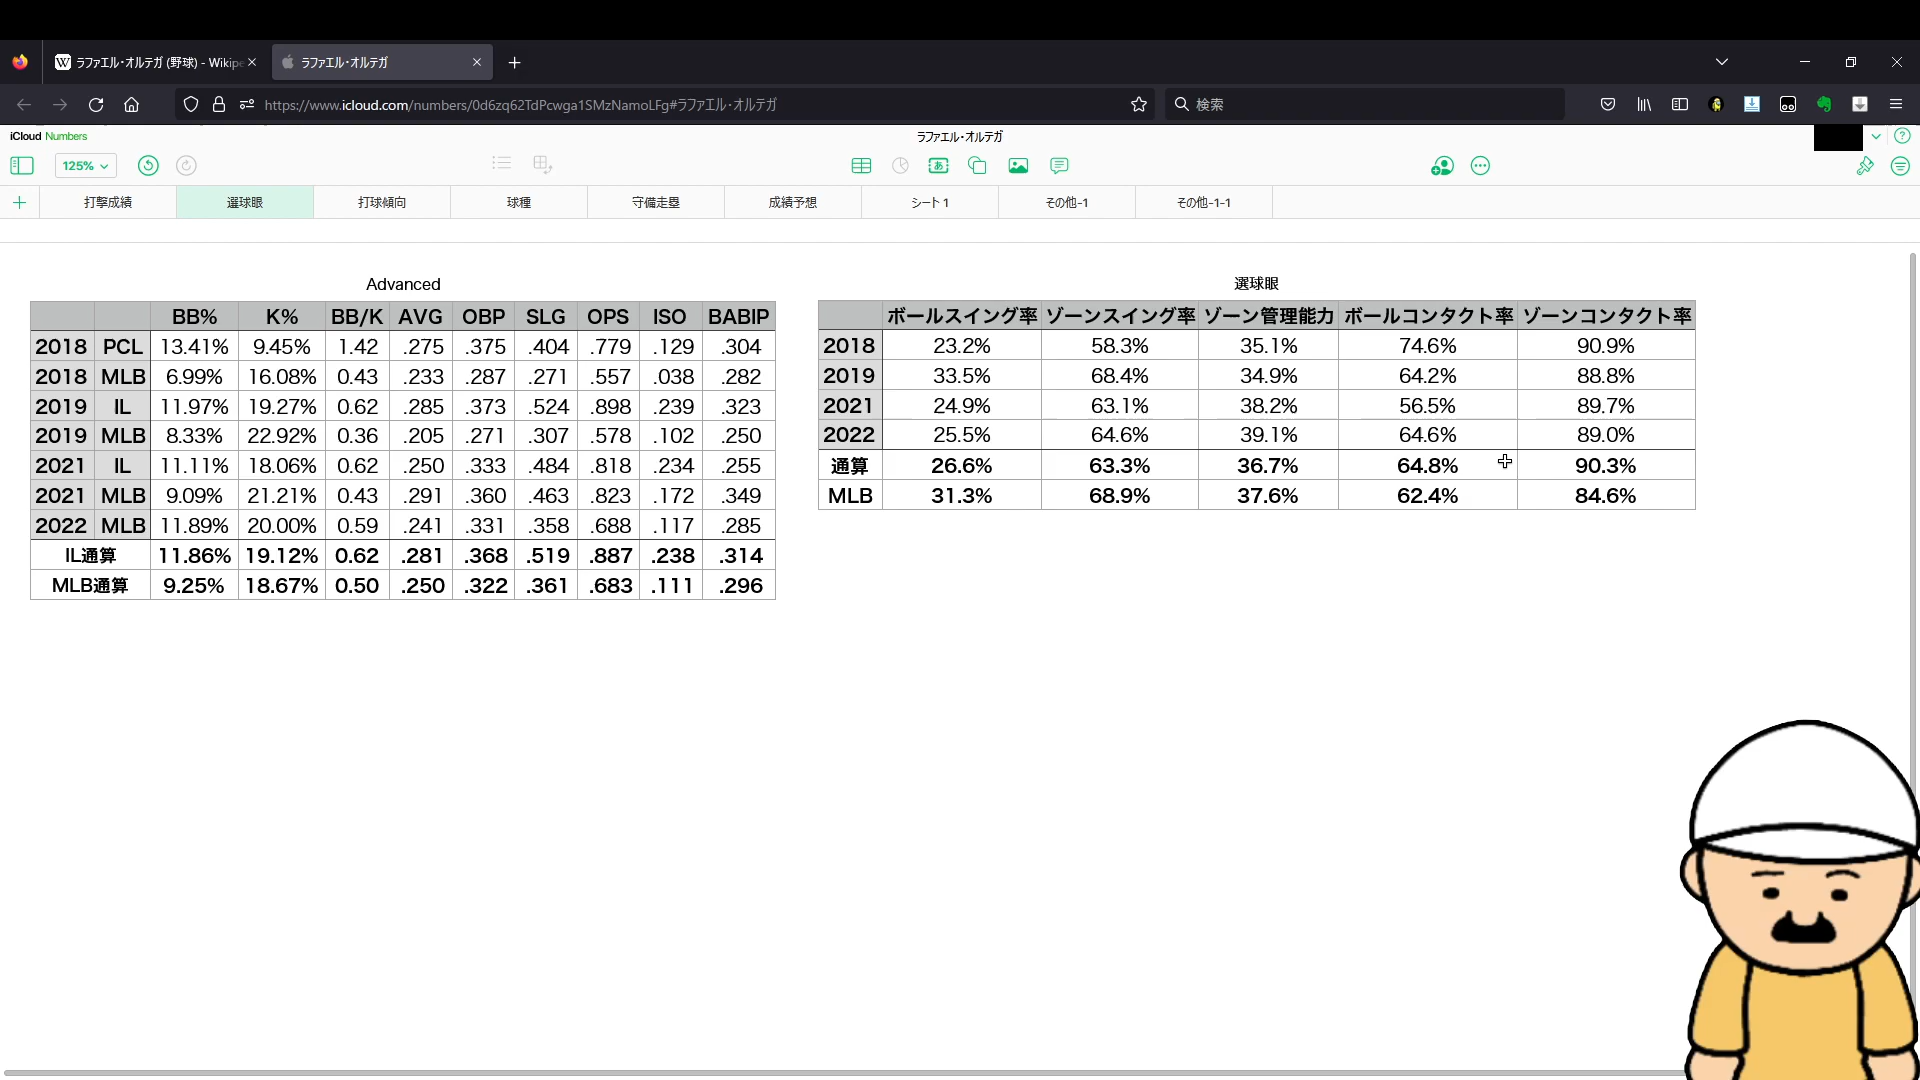 ラファエル・オルテガ (野球) - Wikipe
ラファエル・オルテガ
https://www.icloud.com/numbers/0d6zq62TdPcwga1SMzNamoLFg#ラファエル・オルテガ
検索
iCloud Numbers
ラファエル・オルテガ
125%
打撃成績 選球眼 打球傾向 球種 守備走塁 成績予想 シート 1 その他-1 その他-1-1
Advanced
BB% K% BB/K AVG OBP SLG OPS ISO BABIP
2018 PCL 13.41% 9.45% 1.42 .275 .375 .404 .779 .129 .304
2018 MLB 6.99% 16.08% 0.43 .233 .287 .271 .557 .038 .282
2019 IL 11.97% 19.27% 0.62 .285 .373 .524 .898 .239 .323
2019 MLB 8.33% 22.92% 0.36 .205 .271 .307 .578 .102 .250
2021 IL 11.11% 18.06% 0.62 .250 .333 .484 .818 .234 .255
2021 MLB 9.09% 21.21% 0.43 .291 .360 .463 .823 .172 .349
2022 MLB 11.89% 20.00% 0.59 .241 .331 .358 .688 .117 .285
IL通算 11.86% 19.12% 0.62 .281 .368 .519 .887 .238 .314
MLB通算 9.25% 18.67% 0.50 .250 .322 .361 .683 .111 .296
選球眼
ボールスイング率 ゾーンスイング率 ゾーン管理能力 ボールコンタクト率 ゾーンコンタクト率
2018 23.2% 58.3% 35.1% 74.6% 90.9%
2019 33.5% 68.4% 34.9% 64.2% 88.8%
2021 24.9% 63.1% 38.2% 56.5% 89.7%
2022 25.5% 64.6% 39.1% 64.6% 89.0%
通算 26.6% 63.3% 36.7% 64.8% 90.3%
MLB 31.3% 68.9% 37.6% 62.4% 84.6%